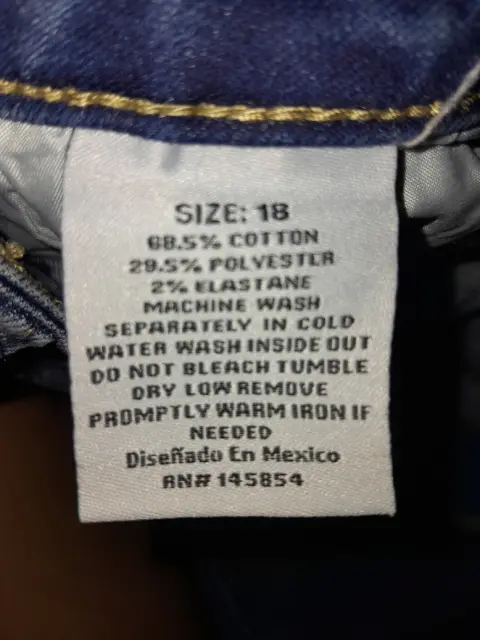 SIZE: 18
68.5% COTTON
29.5% POLYESTER
2% ELASTANE
MACHINE WASH
SEPARATELY IN COLD
WATER WASH INSIDE OUT
DO NOT BLEACH TUMBLE
DRY LOW REMOVE
PROMPTLY WARM IRON IF
NEEDED
Diseñado En Mexico
RN# 145854